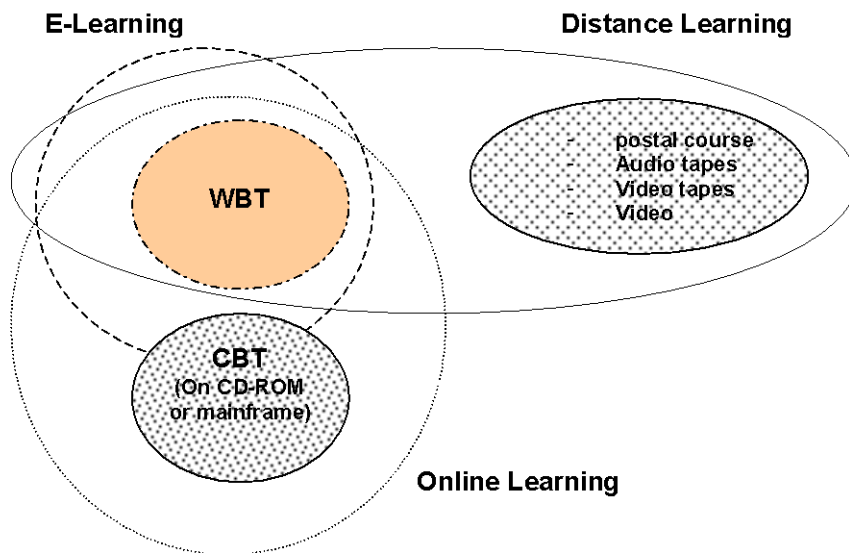 E-Learning
Distance Learning
- postal course
- Audio tapes
- Video tapes
- Video
WBT
CBT
(On CD-ROM
or mainframe)
Online Learning